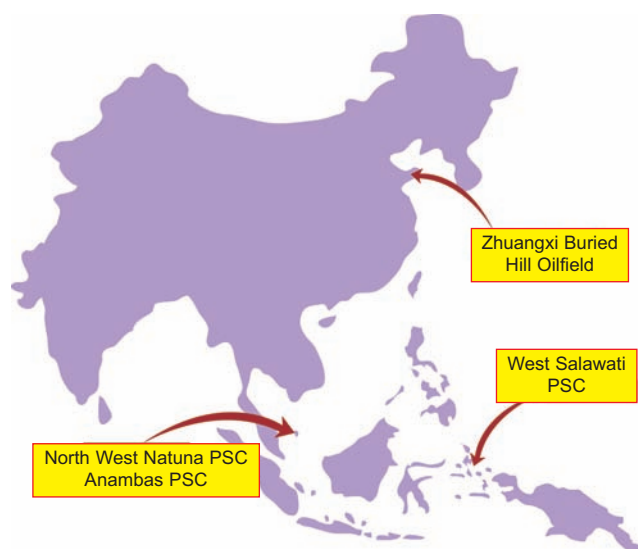 Zhuangxi Buried
Hill Oilfield
West Salawati
PSC
North West Natuna PSC
Anambas PSC